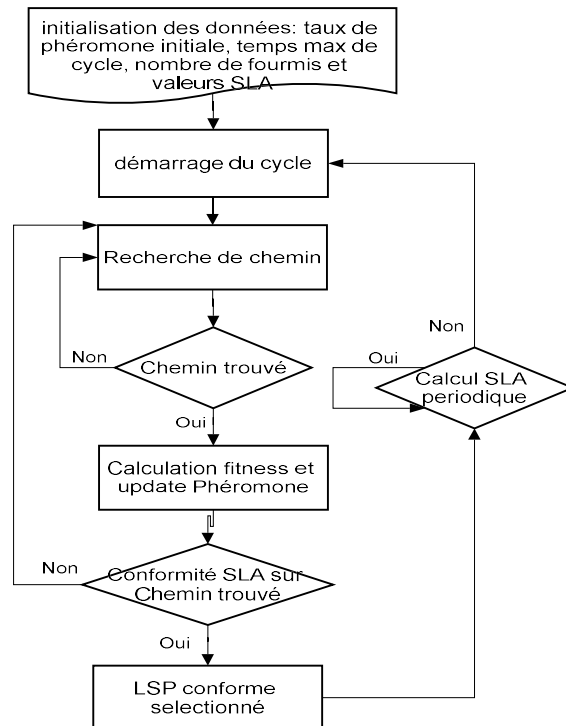 initialisation des données: taux de
phéromone initiale, temps max de
cycle, nombre de fourmis et
valeurs SLA
démarrage du cycle
Recherche de chemin
Non
Chemin trouvé
Oui
Calculation fitness et
update Phéromone
Non
Conformité SLA sur
Chemin trouvé
Oui
LSP conforme
selectionné
Non
Oui
Calcul SLA
periodique